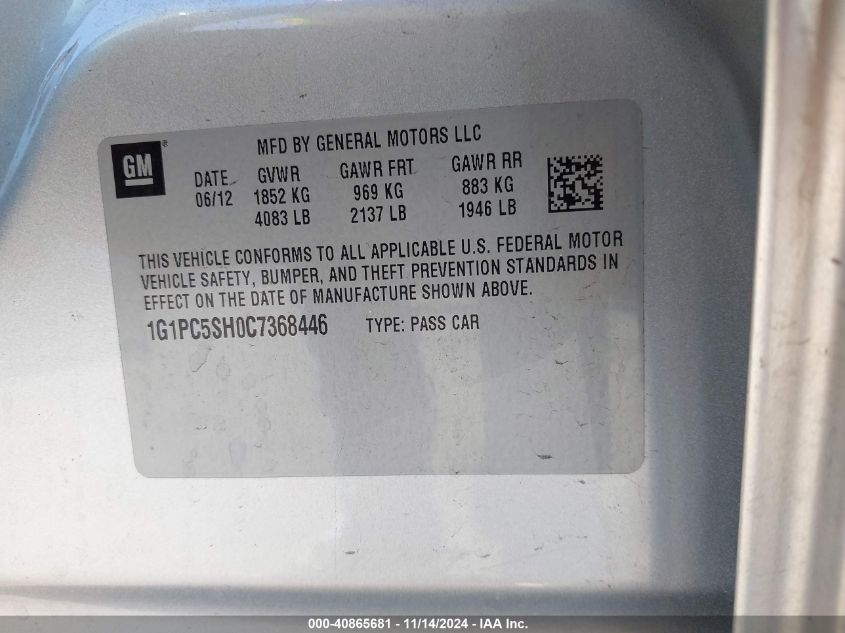 MFD BY GENERAL MOTORS LLC
GM ®
DATE GVWR GAWR FRT GAWR RR
06/12 1852 KG 969 KG 883 KG
4083 LB 2137 LB 1946 LB
THIS VEHICLE CONFORMS TO ALL APPLICABLE U.S. FEDERAL MOTOR
VEHICLE SAFETY, BUMPER, AND THEFT PREVENTION STANDARDS IN
EFFECT ON THE DATE OF MANUFACTURE SHOWN ABOVE.
1G1PC5SH0C7368446 TYPE: PASS CAR
000-40865681 - 11/14/2024 - IAA Inc.